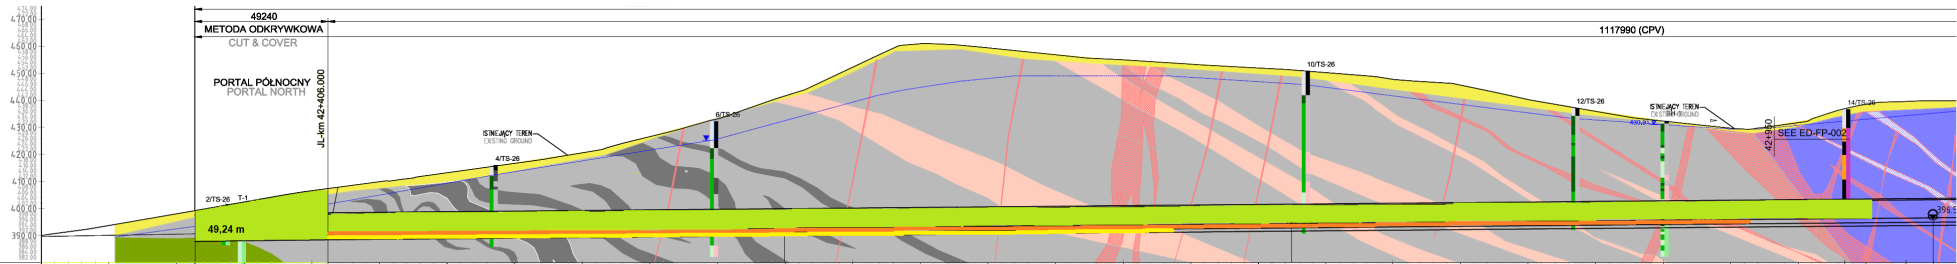 470.00
460.00
450.00
440.00
430.00
420.00
410.00
400.00
390.00
49240
METODA ODKRYWKOWA
CUT & COVER
1117990 (CPV)
PORTAL PÓŁNOCNY
PORTAL NORTH
JL-km 42+406.000
2/TS-26
T-1
49,24 m
4/TS-26
ISTNIEJĄCY TEREN
EXISTING GROUND
6/TS-26
10/TS-26
12/TS-26
ISTNIEJĄCY TEREN
EXISTING GROUND
42+950
SEE ED-FP-002
14/TS-26